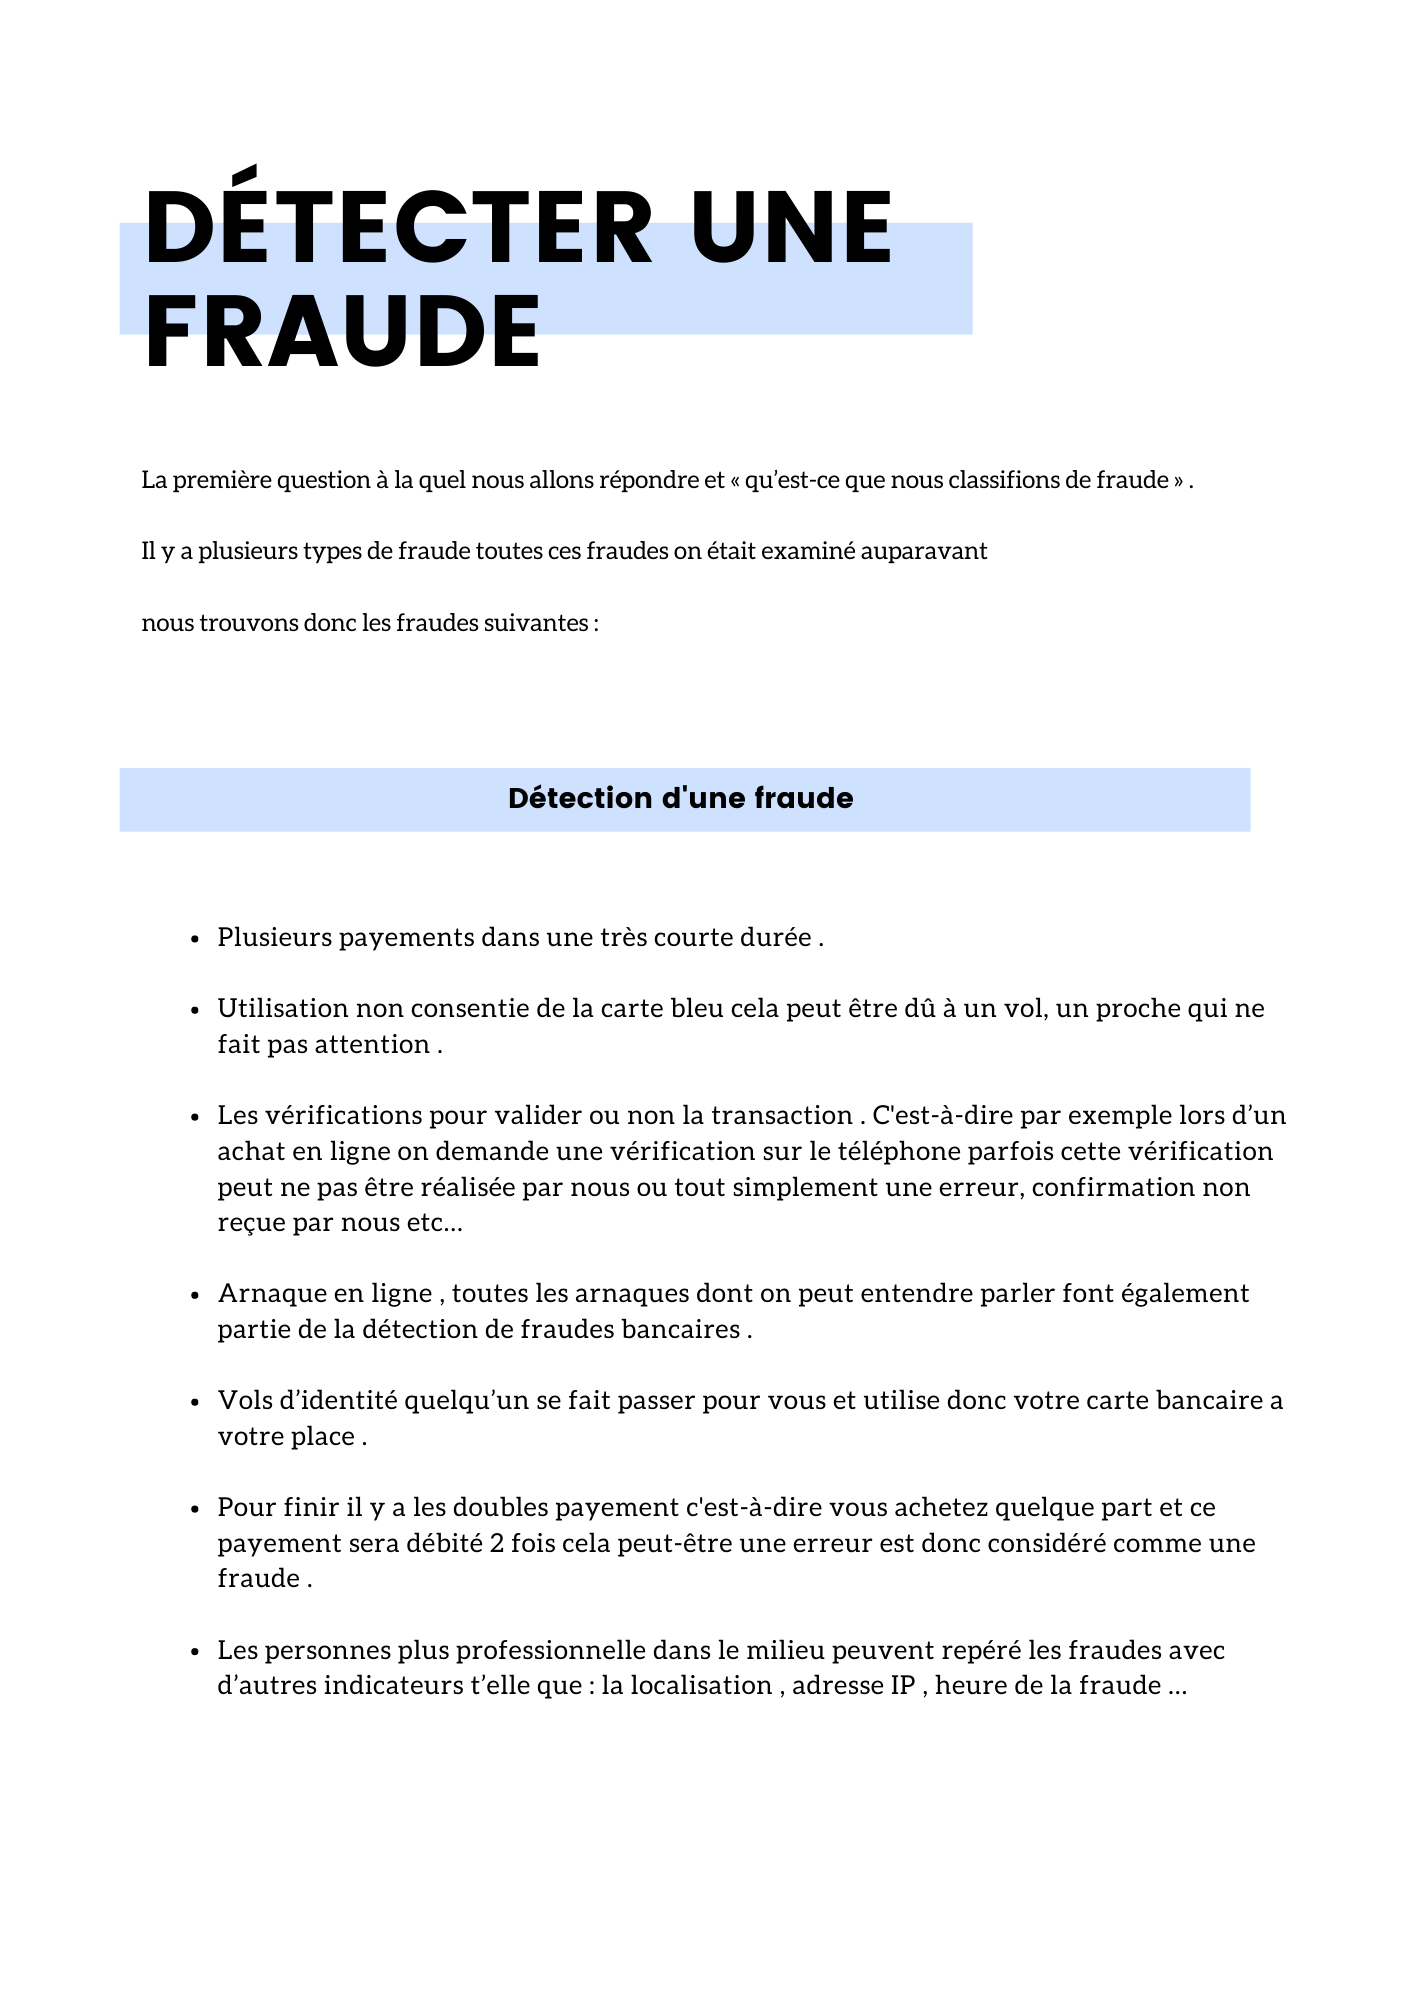 DÉTECTER UNE
FRAUDE
La première question à la quel nous allons répondre et « qu’est-ce que nous classifions de fraude » .
Il y a plusieurs types de fraude toutes ces fraudes on était examiné auparavant
nous trouvons donc les fraudes suivantes :
Détection d'une fraude
• Plusieurs payements dans une très courte durée .
• Utilisation non consentie de la carte bleu cela peut être dû à un vol, un proche qui ne
fait pas attention .
• Les vérifications pour valider ou non la transaction . C'est-à-dire par exemple lors d’un
achat en ligne on demande une vérification sur le téléphone parfois cette vérification
peut ne pas être réalisée par nous ou tout simplement une erreur, confirmation non
reçue par nous etc...
• Arnaque en ligne , toutes les arnaques dont on peut entendre parler font également
partie de la détection de fraudes bancaires .
• Vols d’identité quelqu’un se fait passer pour vous et utilise donc votre carte bancaire a
votre place .
• Pour finir il y a les doubles payement c'est-à-dire vous achetez quelque part et ce
payement sera débité 2 fois cela peut-être une erreur est donc considéré comme une
fraude .
• Les personnes plus professionnelle dans le milieu peuvent repéré les fraudes avec
d’autres indicateurs t’elle que : la localisation , adresse IP , heure de la fraude ...